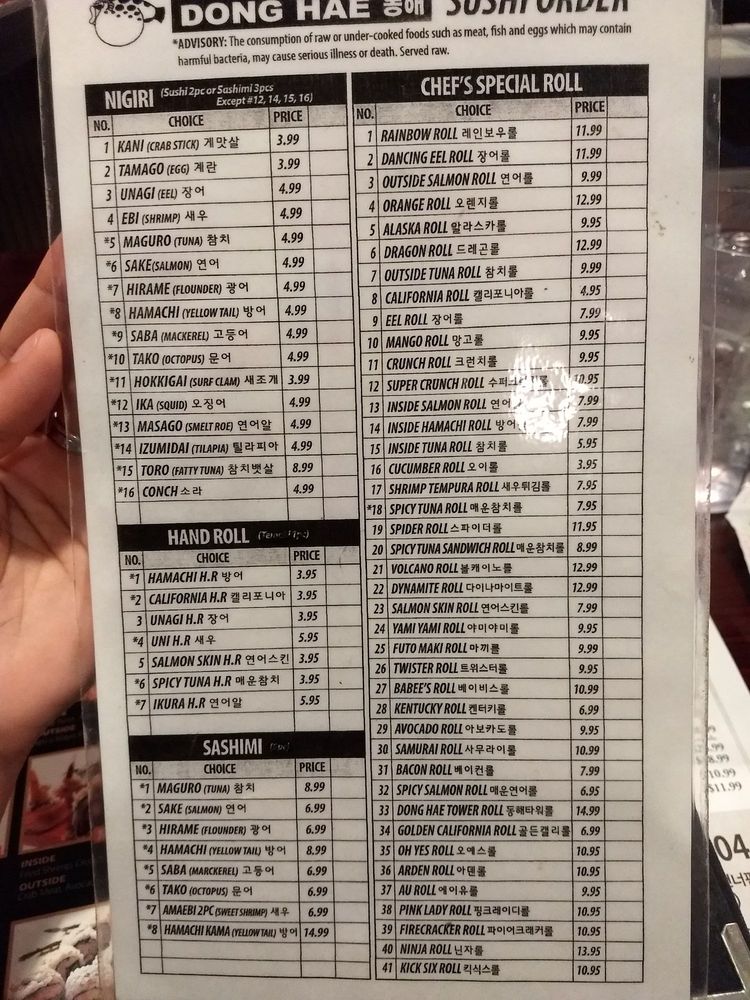 DONG HAE 동해 SUSHI ORDER
*ADVISORY: The consumption of raw or under-cooked foods such as meat, fish and eggs which may contain
harmful bacteria, may cause serious illness or death. Served raw.
NIGIRI (Sushi 2pc or Sashimi 3pcs
Except #12, 14, 15, 16)
NO. CHOICE PRICE
1 KANI (CRAB STICK) 게맛살 3.99
2 TAMAGO (EGG) 계란 3.99
3 UNAGI (EEL) 장어 4.99
4 EBI (SHRIMP) 새우 4.99
*5 MAGURO (TUNA) 참치 4.99
*6 SAKE(SALMON) 연어 4.99
*7 HIRAME (FLOUNDER) 광어 4.99
*8 HAMACHI (YELLOW TAIL) 방어 4.99
*9 SABA (MACKEREL) 고등어 4.99
*10 TAKO (OCTOPUS) 문어 4.99
*11 HOKKIGAI (SURF CLAM) 새조개 3.99
*12 IKA (SQUID) 오징어 4.99
*13 MASAGO (SMELT ROE) 연어알 4.99
*14 IZUMIDAI (TILAPIA) 틸라피아 4.99
*15 TORO (FATTY TUNA) 참치뱃살 8.99
*16 CONCH 소라 4.99
HAND ROLL
NO. CHOICE PRICE
*1 HAMACHI H.R 방어 3.95
*2 CALIFORNIA H.R 캘리포니아 3.95
3 UNAGI H.R 장어 3.95
*4 UNI H.R 새우 5.95
5 SALMON SKIN H.R 연어스킨 3.95
*6 SPICY TUNA H.R 매운참치 3.95
*7 IKURA H.R 연어알 5.95
SASHIMI
NO. CHOICE PRICE
*1 MAGURO (TUNA) 참치 8.99
*2 SAKE (SALMON) 연어 6.99
*3 HIRAME (FLOUNDER) 광어 6.99
*4 HAMACHI (YELLOW TAIL) 방어 8.99
*5 SABA (MARCKEREL) 고등어 6.99
*6 TAKO (OCTOPUS) 문어 6.99
*7 AMAEBI 2PC (SWEET SHRIMP) 새우 6.99
*8 HAMACHI KAMA (YELLOW TAIL) 방어 14.99
CHEF'S SPECIAL ROLL
NO. CHOICE PRICE
1 RAINBOW ROLL 레인보우롤 11.99
2 DANCING EEL ROLL 장어롤 11.99
3 OUTSIDE SALMON ROLL 연어롤 9.99
4 ORANGE ROLL 오렌지롤 12.99
5 ALASKA ROLL 알라스카롤 9.95
6 DRAGON ROLL 드레곤롤 12.99
7 OUTSIDE TUNA ROLL 참치롤 9.99
8 CALIFORNIA ROLL 캘리포니아롤 4.95
9 EEL ROLL 장어롤 7.99
10 MANGO ROLL 망고롤 9.95
11 CRUNCH ROLL 크런치롤 9.95
12 SUPER CRUNCH ROLL 10.95
13 INSIDE SALMON ROLL 7.99
14 INSIDE HAMACHI ROLL 7.99
15 INSIDE TUNA ROLL 참치롤 5.95
16 CUCUMBER ROLL 오이롤 3.95
17 SHRIMP TEMPURA ROLL 새우튀김롤 7.95
*18 SPICY TUNA ROLL 매운참치롤 7.95
19 SPIDER ROLL 스파이더롤 11.95
20 SPICY TUNA SANDWICH ROLL 매운참치롤 8.99
21 VOLCANO ROLL 볼캐이노롤 12.99
22 DYNAMITE ROLL 다이나마이트롤 12.99
23 SALMON SKIN ROLL 연어스킨롤 7.99
24 YAMI YAMI ROLL 야미야미롤 9.95
25 FUTO MAKI ROLL 마끼롤 9.99
26 TWISTER ROLL 트위스터롤 9.95
27 BABEE'S ROLL 베이비스롤 10.99
28 KENTUCKY ROLL 켄터키롤 6.99
29 AVOCADO ROLL 아보카도롤 9.95
30 SAMURAI ROLL 사무라이롤 10.99
31 BACON ROLL 베이컨롤 7.99
32 SPICY SALMON ROLL 매운연어롤 6.95
33 DONG HAE TOWER ROLL 동해타워롤 14.99
34 GOLDEN CALIFORNIA ROLL 골든캘리롤 6.99
35 OH YES ROLL 오예스롤 10.95
36 ARDEN ROLL 아덴롤 10.95
37 AU ROLL 에이유롤 9.95
38 PINK LADY ROLL 핑크레이디롤 10.95
39 FIRECRACKER ROLL 파이어크래커롤 10.95
40 NINJA ROLL 닌자롤 13.95
41 KICK SIX ROLL 킥식스롤 10.95
INSIDE
OUTSIDE
8.99
10.99
$11.99
04